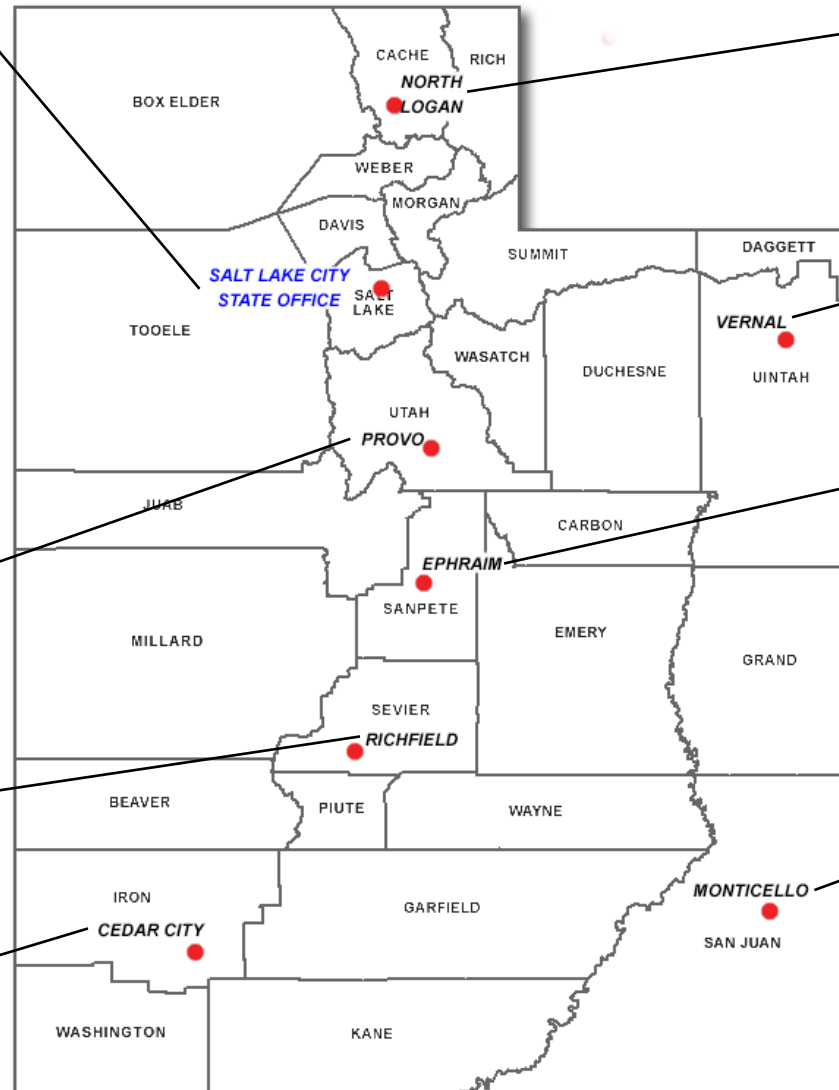 CACHE
RICH
NORTH
LOGAN
BOX ELDER
WEBER
MORGAN
DAVIS
SUMMIT
DAGGETT
SALT LAKE CITY
STATE OFFICE
SALT
LAKE
TOOELE
VERNAL
WASATCH
DUCHESNE
UINTAH
UTAH
PROVO
JUAB
CARBON
EPHRAIM
SANPETE
EMERY
MILLARD
GRAND
SEVIER
RICHFIELD
BEAVER
PIUTE
WAYNE
IRON
GARFIELD
MONTICELLO
CEDAR CITY
SAN JUAN
WASHINGTON
KANE